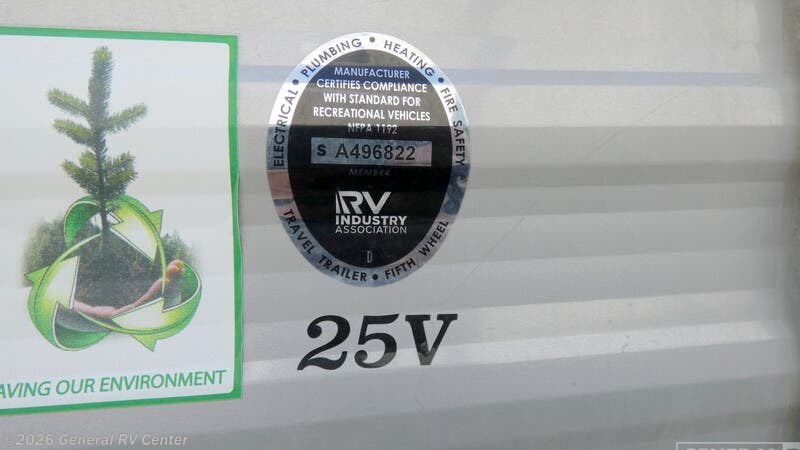 ELECTRICAL • PLUMBING • HEATING • FIRE SAFETY
MANUFACTURER
CERTIFIES COMPLIANCE
WITH STANDARD FOR
RECREATIONAL VEHICLES
NFPA 1192
S A496822
MEMBER
RV
INDUSTRY
ASSOCIATION
D
TRAVEL TRAILER • FIFTH WHEEL
25V
AVING OUR ENVIRONMENT
©2026 General RV Center